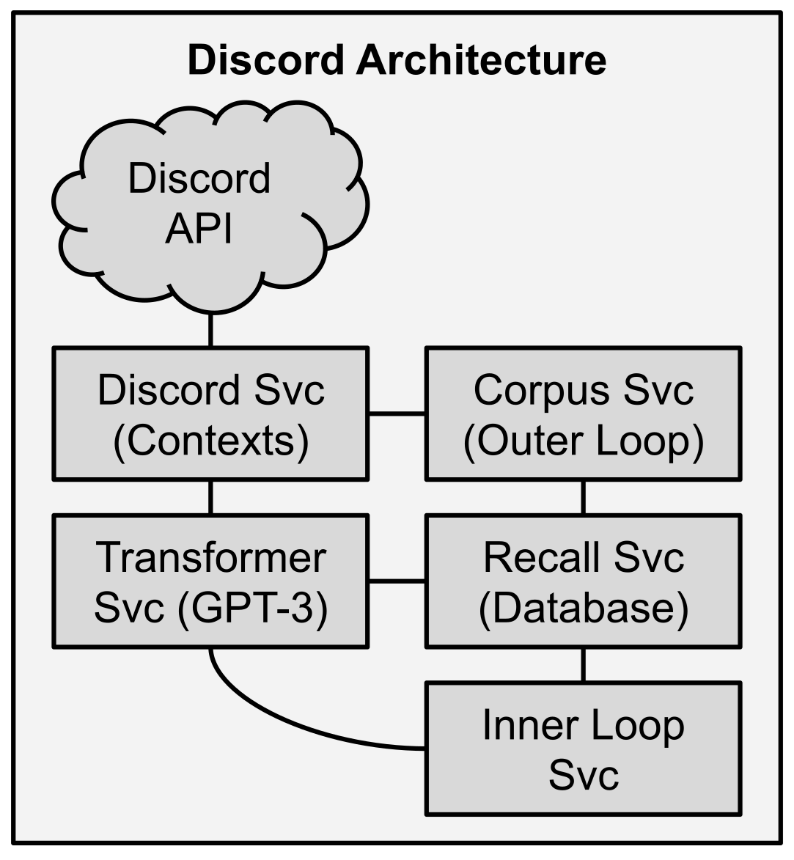 Discord Architecture
Discord
API
Discord Svc
(Contexts)
Corpus Svc
(Outer Loop)
Transformer
Svc (GPT-3)
Recall Svc
(Database)
Inner Loop
Svc